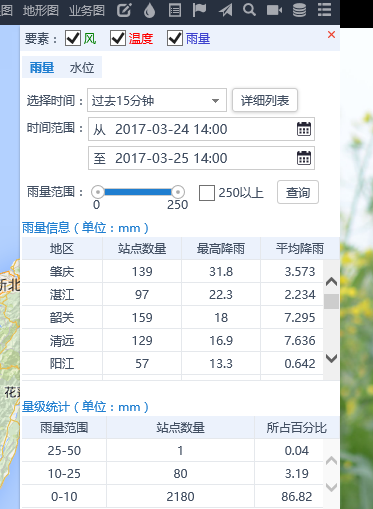 图 地形图 业务图
要素： 风 温度 雨量
雨量 水位
选择时间： 过去15分钟 详细列表
时间范围： 从 2017-03-24 14:00
至 2017-03-25 14:00
雨量范围： 0 250 250以上 查询
雨量信息（单位：mm）
地区 站点数量 最高降雨 平均降雨
肇庆 139 31.8 3.573
湛江 97 22.3 2.234
韶关 159 18 7.295
清远 129 16.9 7.636
阳江 57 13.3 0.642
量级统计（单位：mm）
雨量范围 站点数量 所占百分比
25-50 1 0.04
10-25 80 3.19
0-10 2180 86.82
新北
花